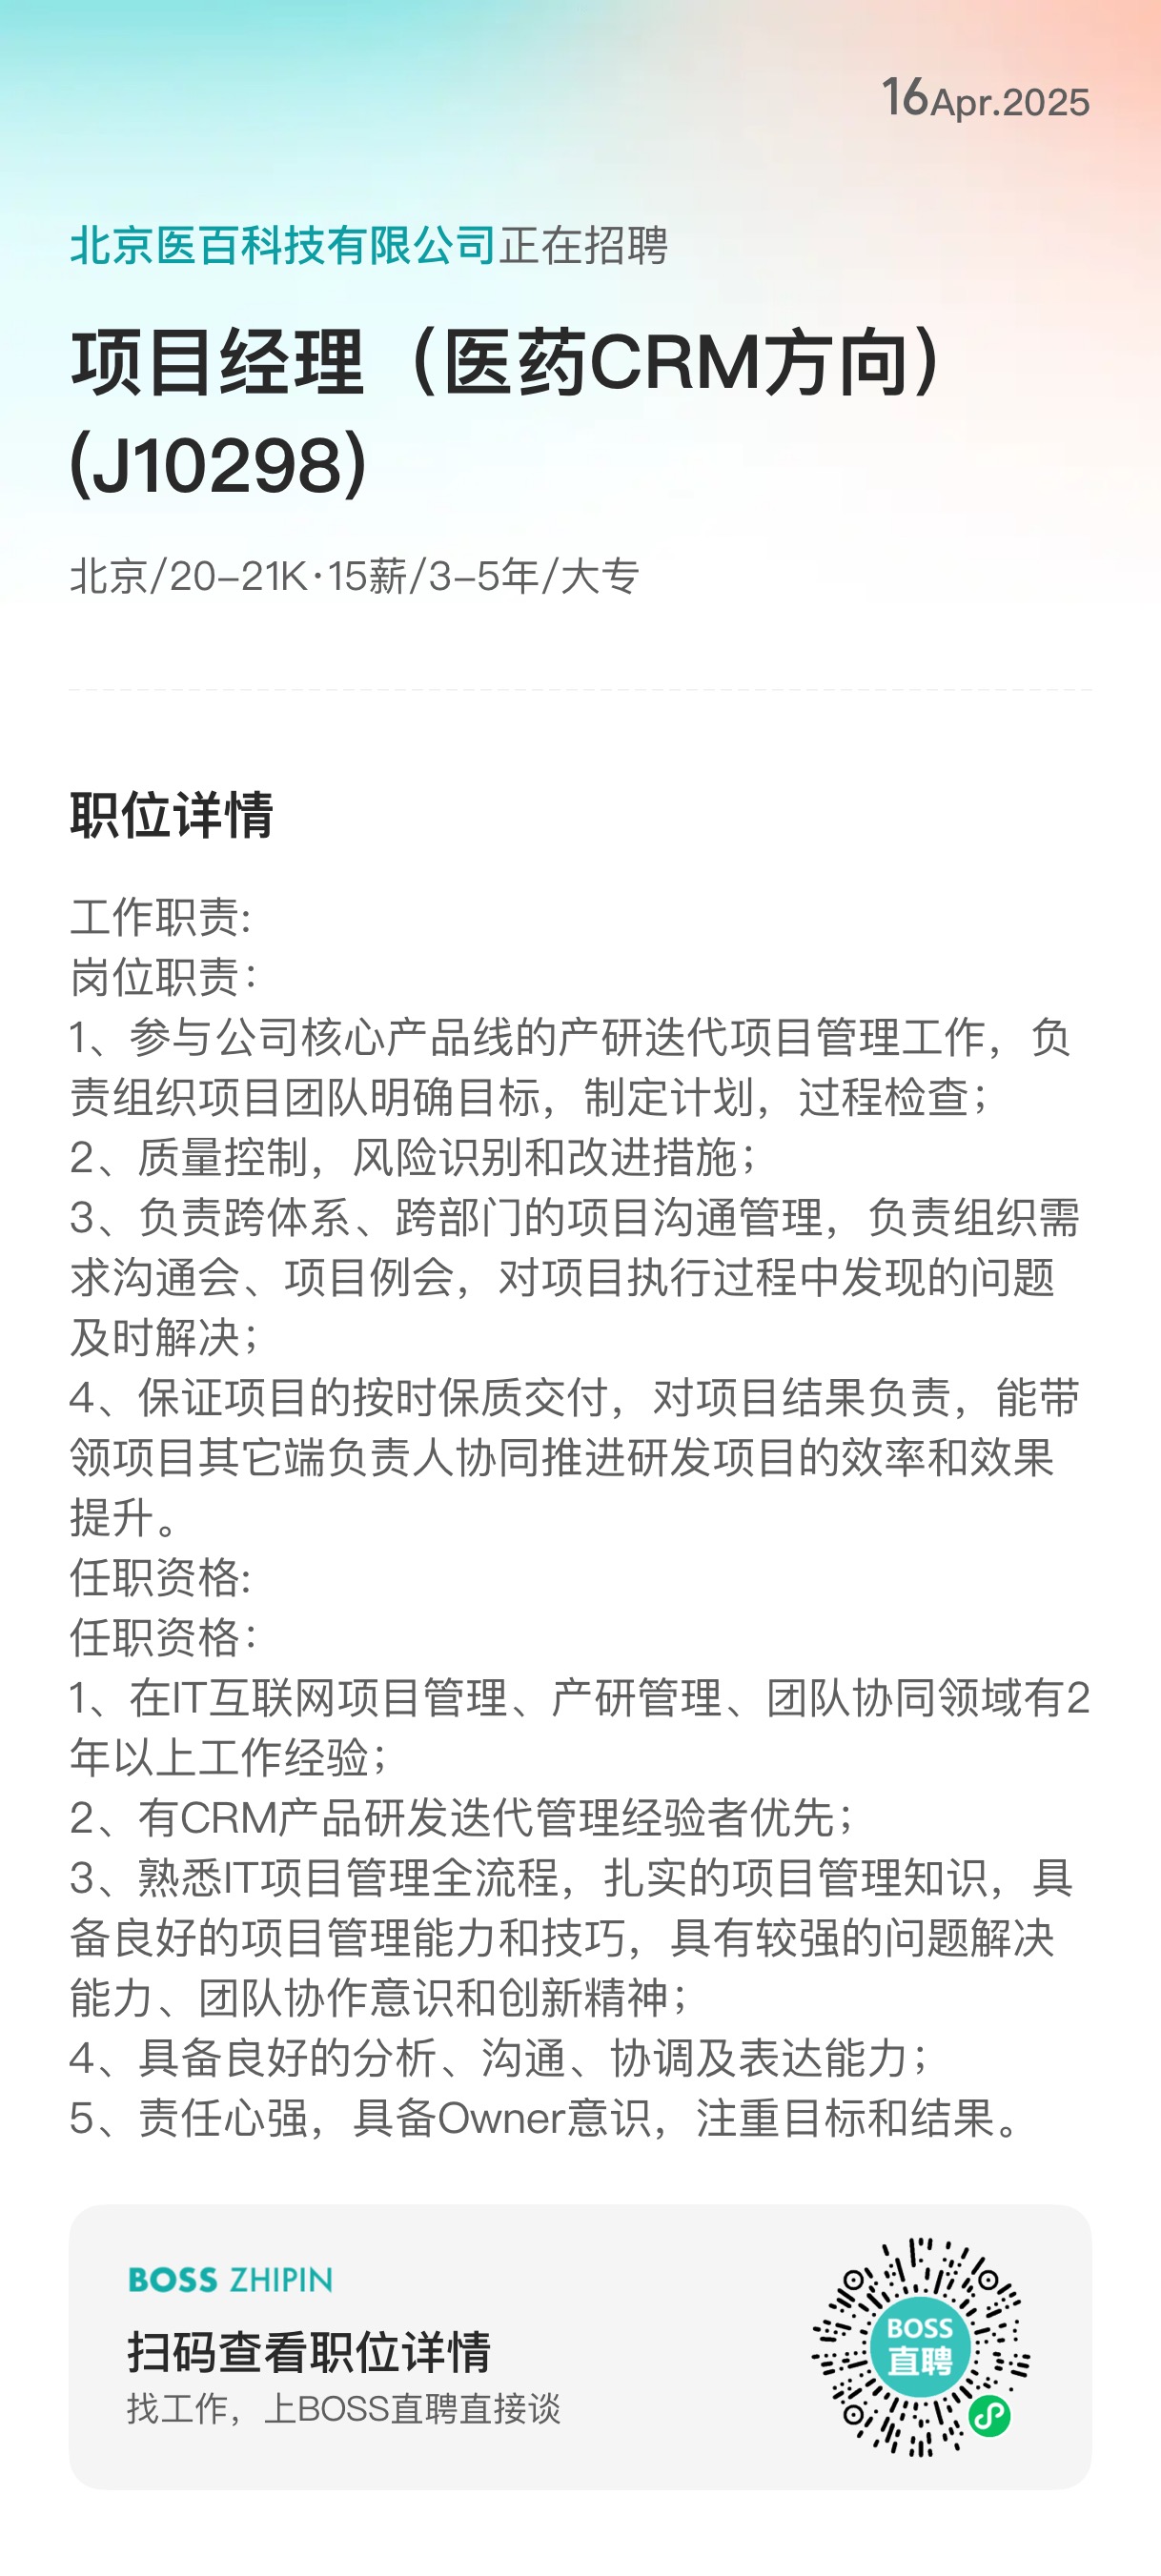 16Apr.2025
北京医百科技有限公司正在招聘
项目经理（医药CRM方向）
(J10298)
北京/20-21K·15薪/3-5年/大专
职位详情
工作职责:
岗位职责：
1、参与公司核心产品线的产研迭代项目管理工作，负
责组织项目团队明确目标，制定计划，过程检查；
2、质量控制，风险识别和改进措施；
3、负责跨体系、跨部门的项目沟通管理，负责组织需
求沟通会、项目例会，对项目执行过程中发现的问题
及时解决；
4、保证项目的按时保质交付，对项目结果负责，能带
领项目其它端负责人协同推进研发项目的效率和效果
提升。
任职资格:
任职资格：
1、在IT互联网项目管理、产研管理、团队协同领域有2
年以上工作经验；
2、有CRM产品研发迭代管理经验者优先；
3、熟悉IT项目管理全流程，扎实的项目管理知识，具
备良好的项目管理能力和技巧，具有较强的问题解决
能力、团队协作意识和创新精神；
4、具备良好的分析、沟通、协调及表达能力；
5、责任心强，具备Owner意识，注重目标和结果。
BOSS ZHIPIN
扫码查看职位详情
找工作，上BOSS直聘直接谈
BOSS
直聘